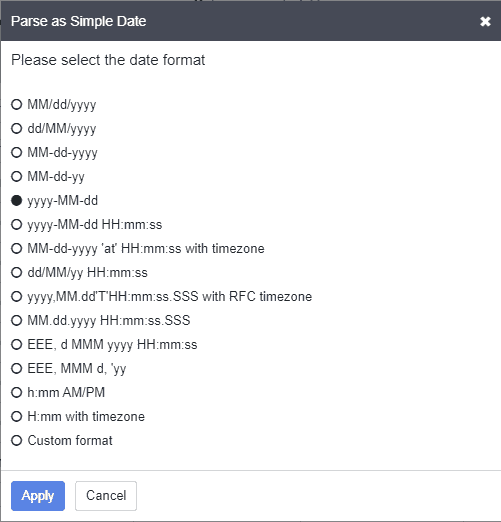 Parse as Simple Date
Please select the date format
MM/dd/yyyy
dd/MM/yyyy
MM-dd-yyyy
MM-dd-yy
yyyy-MM-dd
yyyy-MM-dd HH:mm:ss
MM-dd-yyyy 'at' HH:mm:ss with timezone
dd/MM/yy HH:mm:ss
yyyy,MM.dd'T'HH:mm:ss.SSS with RFC timezone
MM.dd.yyyy HH:mm:ss.SSS
EEE, d MMM yyyy HH:mm:ss
EEE, MMM d, 'yy
h:mm AM/PM
H:mm with timezone
Custom format
Apply Cancel